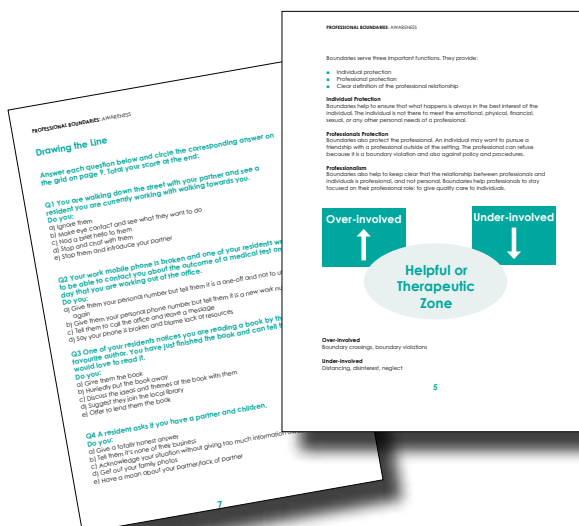 PROFESSIONAL BOUNDARIES: AWARENESS
Drawing the Line
Answer each question below and circle the corresponding answer on
the grid on page 9. Total your score at the end:
Q1 You are walking down the street with your partner and see a
resident you are currently working with walking towards you.
Do you:
a) Ignore them
b) Make eye contact and see what they want to do
c) Nod a brief hello to them
d) Stop and chat with them
e) Stop them and introduce your partner
Q2 Your work mobile phone is broken and one of your residents
to be able to contact you about the outcome of a medical test on
day that you are working out of the office.
Do you:
a) Give them your personal number but tell them it is a one-off and not to
again
b) Give them your personal phone number but tell them it is a new work
c) Tell them to call the office and leave a message
d) Say your phone is broken and blame lack of resources
Q3 One of your residents notices you are reading a book by
favourite author. You have just finished the book and can tell
would love to read it.
Do you:
a) Give them the book
b) Hurriedly put the book away
c) Discuss the ideas and themes of the book with them
d) Suggest they join the local library
e) Offer to lend them the book
Q4 A resident asks if you have a partner and children.
Do you:
a) Give a totally honest answer
b) Tell them it's none of their business
c) Acknowledge your situation without giving too much information
d) Get out your family photos
e) Have a moan about your partner/lack of partner
7
PROFESSIONAL BOUNDARIES: AWARENESS
Boundaries serve three important functions. They provide:
Individual protection
Professional protection
Clear definition of the professional relationship
Individual Protection
Boundaries help to ensure that what happens is always in the best interest of the
individual. The individual is not there to meet the emotional, physical, financial,
sexual, or any other personal needs of a professional.
Professionals Protection
Boundaries also protect the professional. An individual may want to pursue a
friendship with a professional outside of the setting. The professional can refuse
because it is a boundary violation and also against policy and procedures.
Professionalism
Boundaries also help to keep clear that the relationship between professionals and
individuals is professional, and not personal. Boundaries help professionals to stay
focused on their professional role: to give quality care to individuals.
Over-involved
Under-involved
Helpful or
Therapeutic
Zone
Over-involved
Boundary crossings, boundary violations
Under-involved
Distancing, disinterest, neglect
5